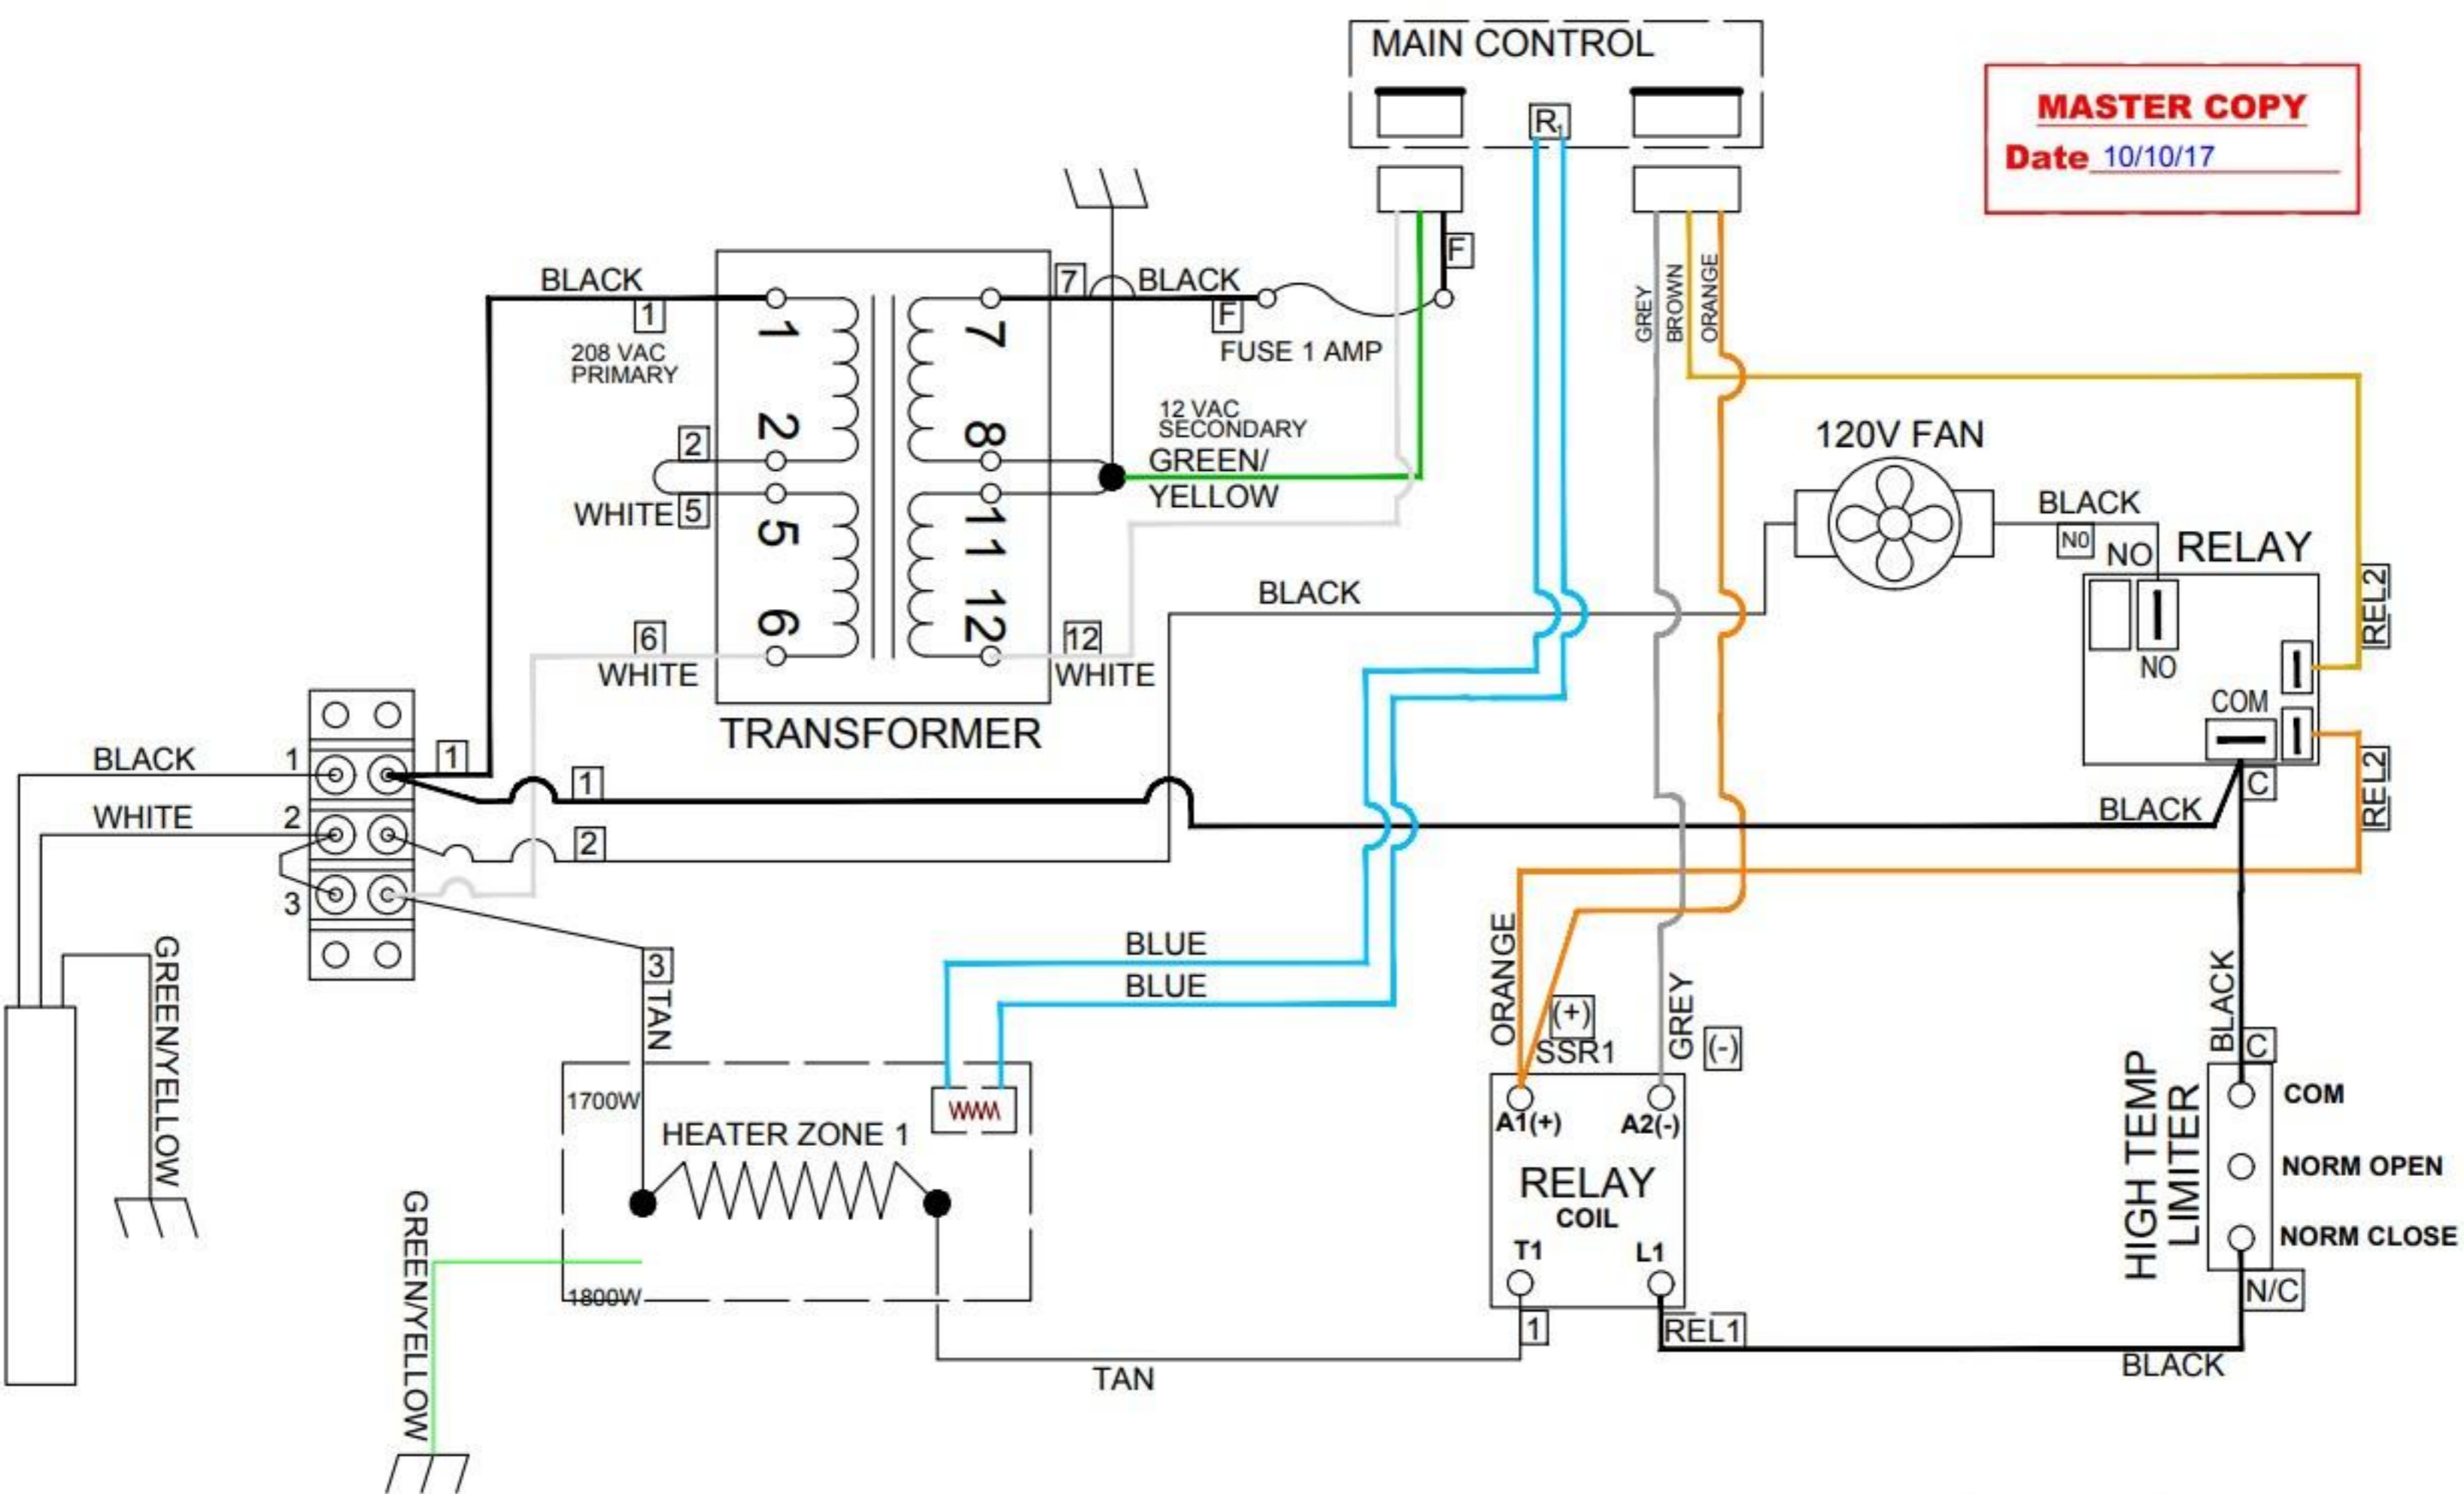 MAIN CONTROL
R
MASTER COPY
Date 10/10/17
F
BLACK
1
208 VAC
PRIMARY
1
2
5
6
7
8
11
12
7
BLACK
F
FUSE 1 AMP
12 VAC
SECONDARY
GREEN/
YELLOW
GREY
BROWN
ORANGE
2
WHITE 5
6
WHITE
12
WHITE
TRANSFORMER
120V FAN
BLACK
N0
NO
RELAY
NO
COM
REL2
REL2
C
BLACK
BLACK
BLACK
1
WHITE
2
3
1
1
2
BLACK
GREEN/YELLOW
3
TAN
BLUE
BLUE
ORANGE
(+)
SSR1
GREY
(-)
1700W
HEATER ZONE 1
1800W
GREEN/YELLOW
A1(+)
A2(-)
RELAY
COIL
T1
L1
1
REL1
TAN
BLACK
C
HIGH TEMP
LIMITER
COM
NORM OPEN
NORM CLOSE
N/C
BLACK